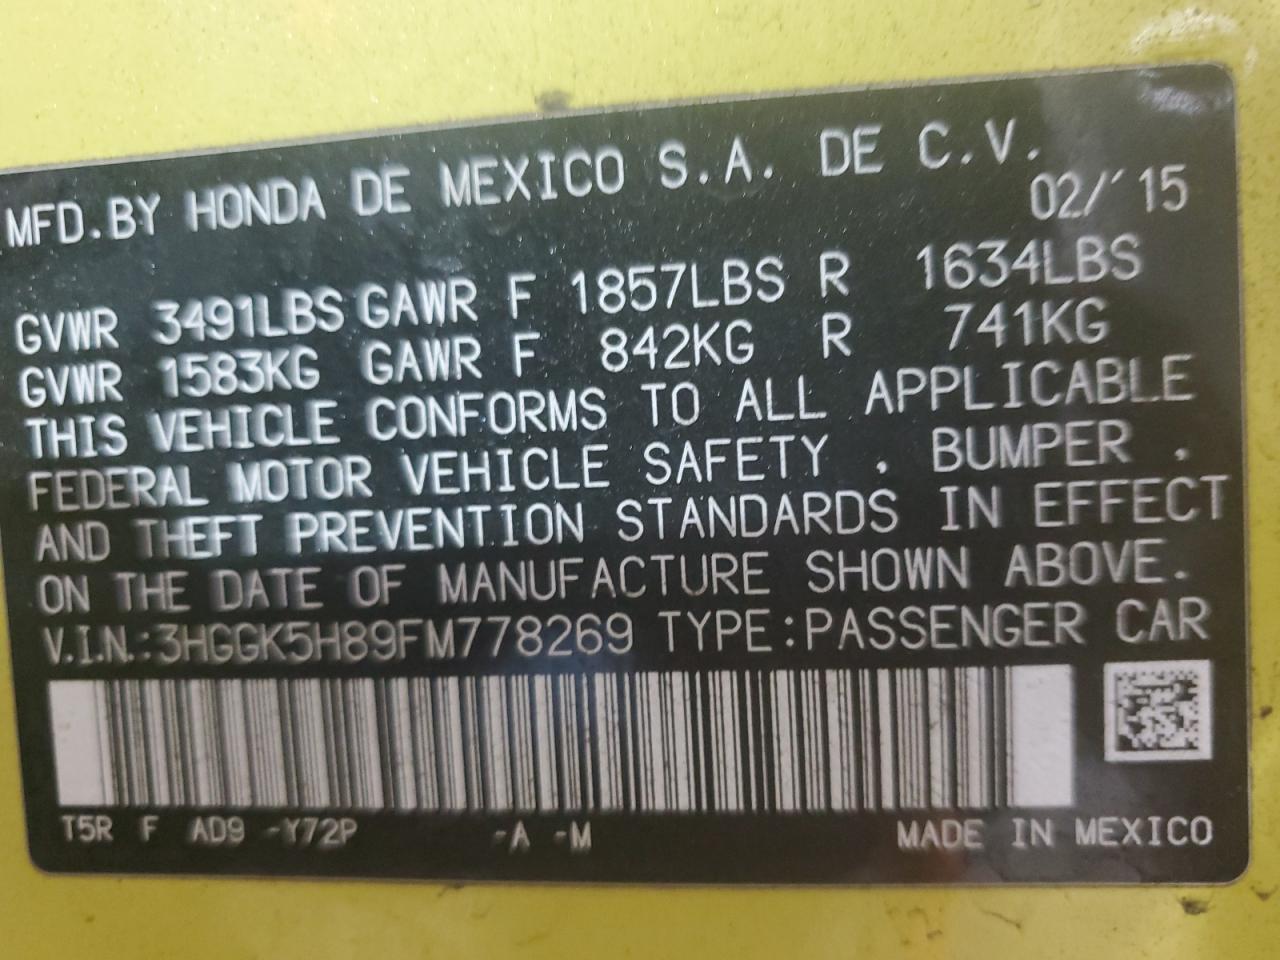 MFD.BY HONDA DE MEXICO S.A. DE C.V.
02/'15
GVWR 3491LBS GAWR F 1857LBS R 1634LBS
GVWR 1583KG GAWR F 842KG R 741KG
THIS VEHICLE CONFORMS TO ALL APPLICABLE
FEDERAL MOTOR VEHICLE SAFETY , BUMPER ,
AND THEFT PREVENTION STANDARDS IN EFFECT
ON THE DATE OF MANUFACTURE SHOWN ABOVE.
V.I.N.:3HGGK5H89FM778269 TYPE:PASSENGER CAR
T5R F AD9 -Y72P -A -M MADE IN MEXICO